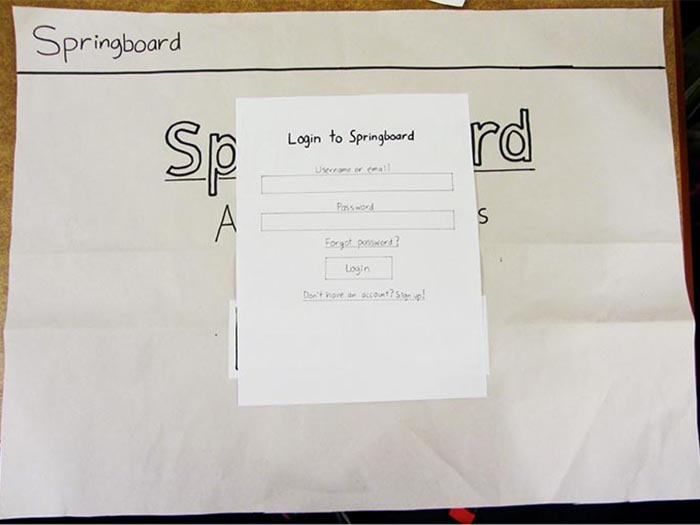 Springboard
Login to Springboard
Username or email
Password
Forgot password?
Login
Don't have an account? Sign up!
Sp rd
A s